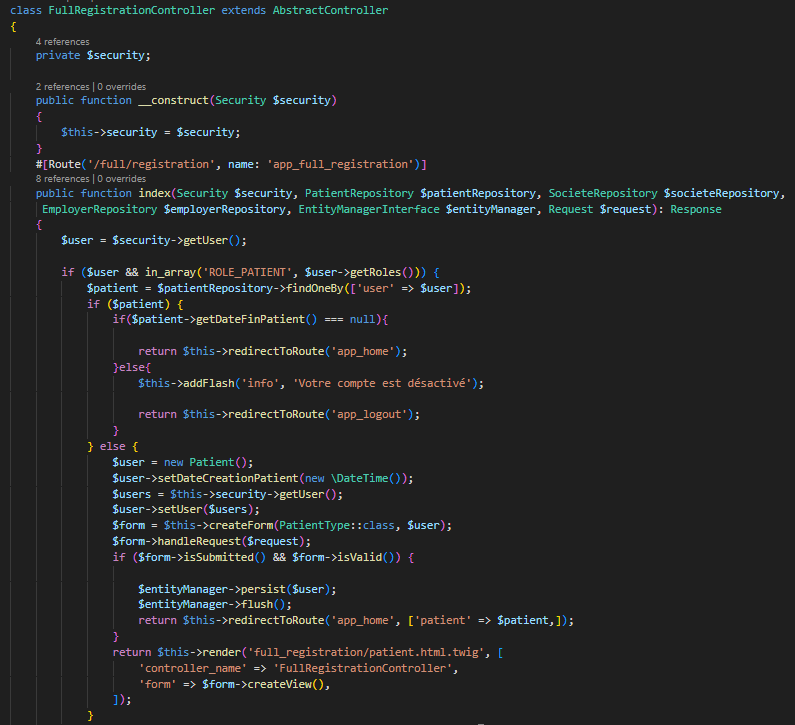 class FullRegistrationController extends AbstractController
{
4 references
private $security;
2 references | 0 overrides
public function __construct(Security $security)
{
$this->security = $security;
}
#[Route('/full/registration', name: 'app_full_registration')]
8 references | 0 overrides
public function index(Security $security, PatientRepository $patientRepository, SocieteRepository $societeRepository,
EmployerRepository $employerRepository, EntityManagerInterface $entityManager, Request $request): Response
{
$user = $security->getUser();
if ($user && in_array('ROLE_PATIENT', $user->getRoles())) {
$patient = $patientRepository->findOneBy(['user' => $user]);
if ($patient) {
if($patient->getDateFinPatient() === null){
return $this->redirectToRoute('app_home');
}else{
$this->addFlash('info', 'Votre compte est désactivé');
return $this->redirectToRoute('app_logout');
}
} else {
$user = new Patient();
$user->setDateCreationPatient(new \DateTime());
$users = $this->security->getUser();
$user->setUser($users);
$form = $this->createForm(PatientType::class, $user);
$form->handleRequest($request);
if ($form->isSubmitted() && $form->isValid()) {
$entityManager->persist($user);
$entityManager->flush();
return $this->redirectToRoute('app_home', ['patient' => $patient,]);
}
return $this->render('full_registration/patient.html.twig', [
'controller_name' => 'FullRegistrationController',
'form' => $form->createView(),
]);
}